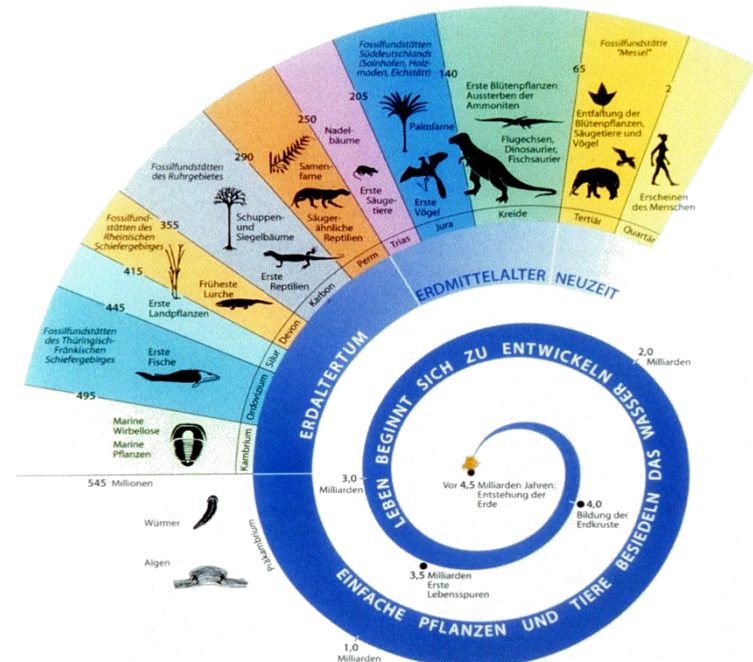 Fossilfundstätten
Süddeutschlands
(Solnhofen, Holz-
maden, Eichstätt)
140
Erste Blütenpflanzen
Aussterben der
Ammoniten
65
Fossilfundstätte
"Messel"
2
205
Palmfarne
Flugechsen,
Dinosaurier,
Fischsaurier
Entfaltung der
Blütenpflanzen,
Säugetiere und
Vögel
250
Nadel-
bäume
290
Samen-
farne
Erste
Säuge-
tiere
Erste
Vögel
Erscheinen
des Menschen
Fossilfundstätten
des Ruhrgebietes
Säuger-
ähnliche
Reptilien
Schuppen-
und
Siegelbäume
Erste
Reptilien
Fossilfund-
stätten des
Rheinischen
Schiefergebirges
355
415
Früheste
Lurche
Erste
Landpflanzen
445
Fossilfundstätten
des Thüringisch-
Fränkischen
Schiefergebirges
Erste
Fische
495
Marine
Wirbellose
Marine
Pflanzen
545 Millionen
Würmer
Algen
Präkambrium
Kambrium
Ordovizium
Silur
Devon
Karbon
Perm
Trias
Jura
Kreide
Tertiär
Quartär
ERDALTERTUM
ERDMITTELALTER
NEUZEIT
Vor 4,5 Milliarden Jahren:
Entstehung der
Erde
4,0
Bildung der
Erdkruste
3,5 Milliarden
Erste
Lebensspuren
3,0
Milliarden
LEBEN BEGINNT SICH ZU ENTWICKELN
2,0
Milliarden
WASSER
EINFACHE PFLANZEN UND TIERE BESIEDELN DAS
1,0
Milliarden